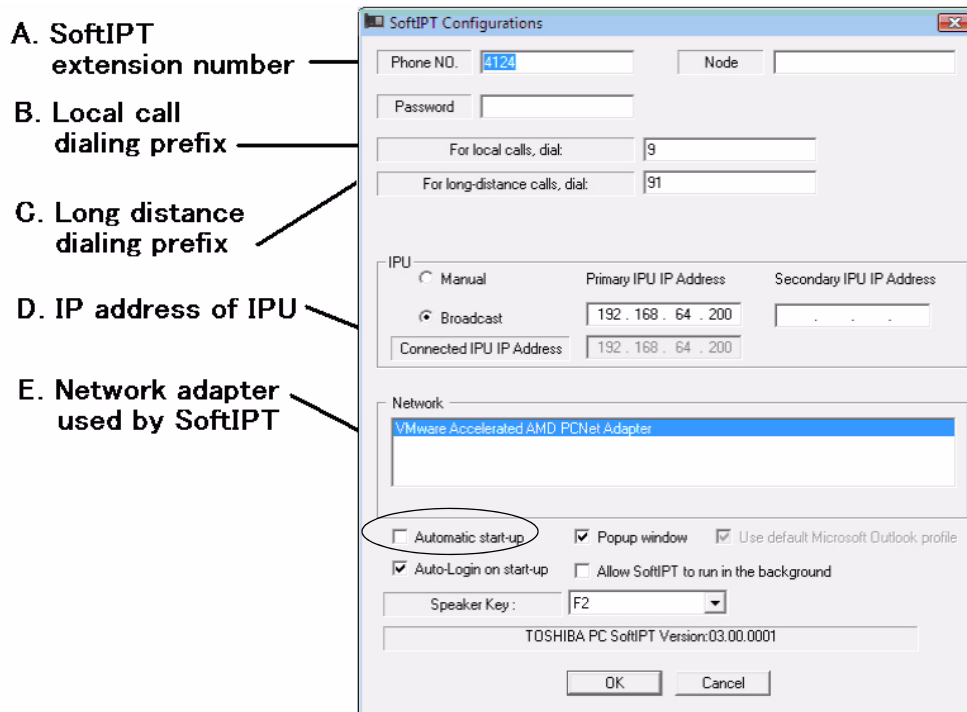 SoftIPT Configurations
A. SoftIPT
extension number
Phone NO.
4124
Node
Password
B. Local call
dialing prefix
For local calls, dial:
9
For long-distance calls, dial:
91
C. Long distance
dialing prefix
IPU
Manual
Primary IPU IP Address
Secondary IPU IP Address
D. IP address of IPU
Broadcast
192 . 168 . 64 . 200
. . .
Connected IPU IP Address
192 . 168 . 64 . 200
E. Network adapter
used by SoftIPT
Network
VMware Accelerated AMD PCNet Adapter
Automatic start-up
Popup window
Use default Microsoft Outlook profile
Auto-Login on start-up
Allow SoftIPT to run in the background
Speaker Key :
F2
TOSHIBA PC SoftIPT Version:03.00.0001
OK
Cancel